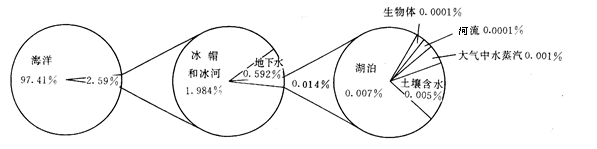 海洋
97.41%
2.59%
冰帽
和冰河
1.984%
地下水
0.592%
0.014%
湖泊
0.007%
生物体 0.0001%
河流 0.0001%
大气中水蒸汽 0.001%
土壤含水
0.005%